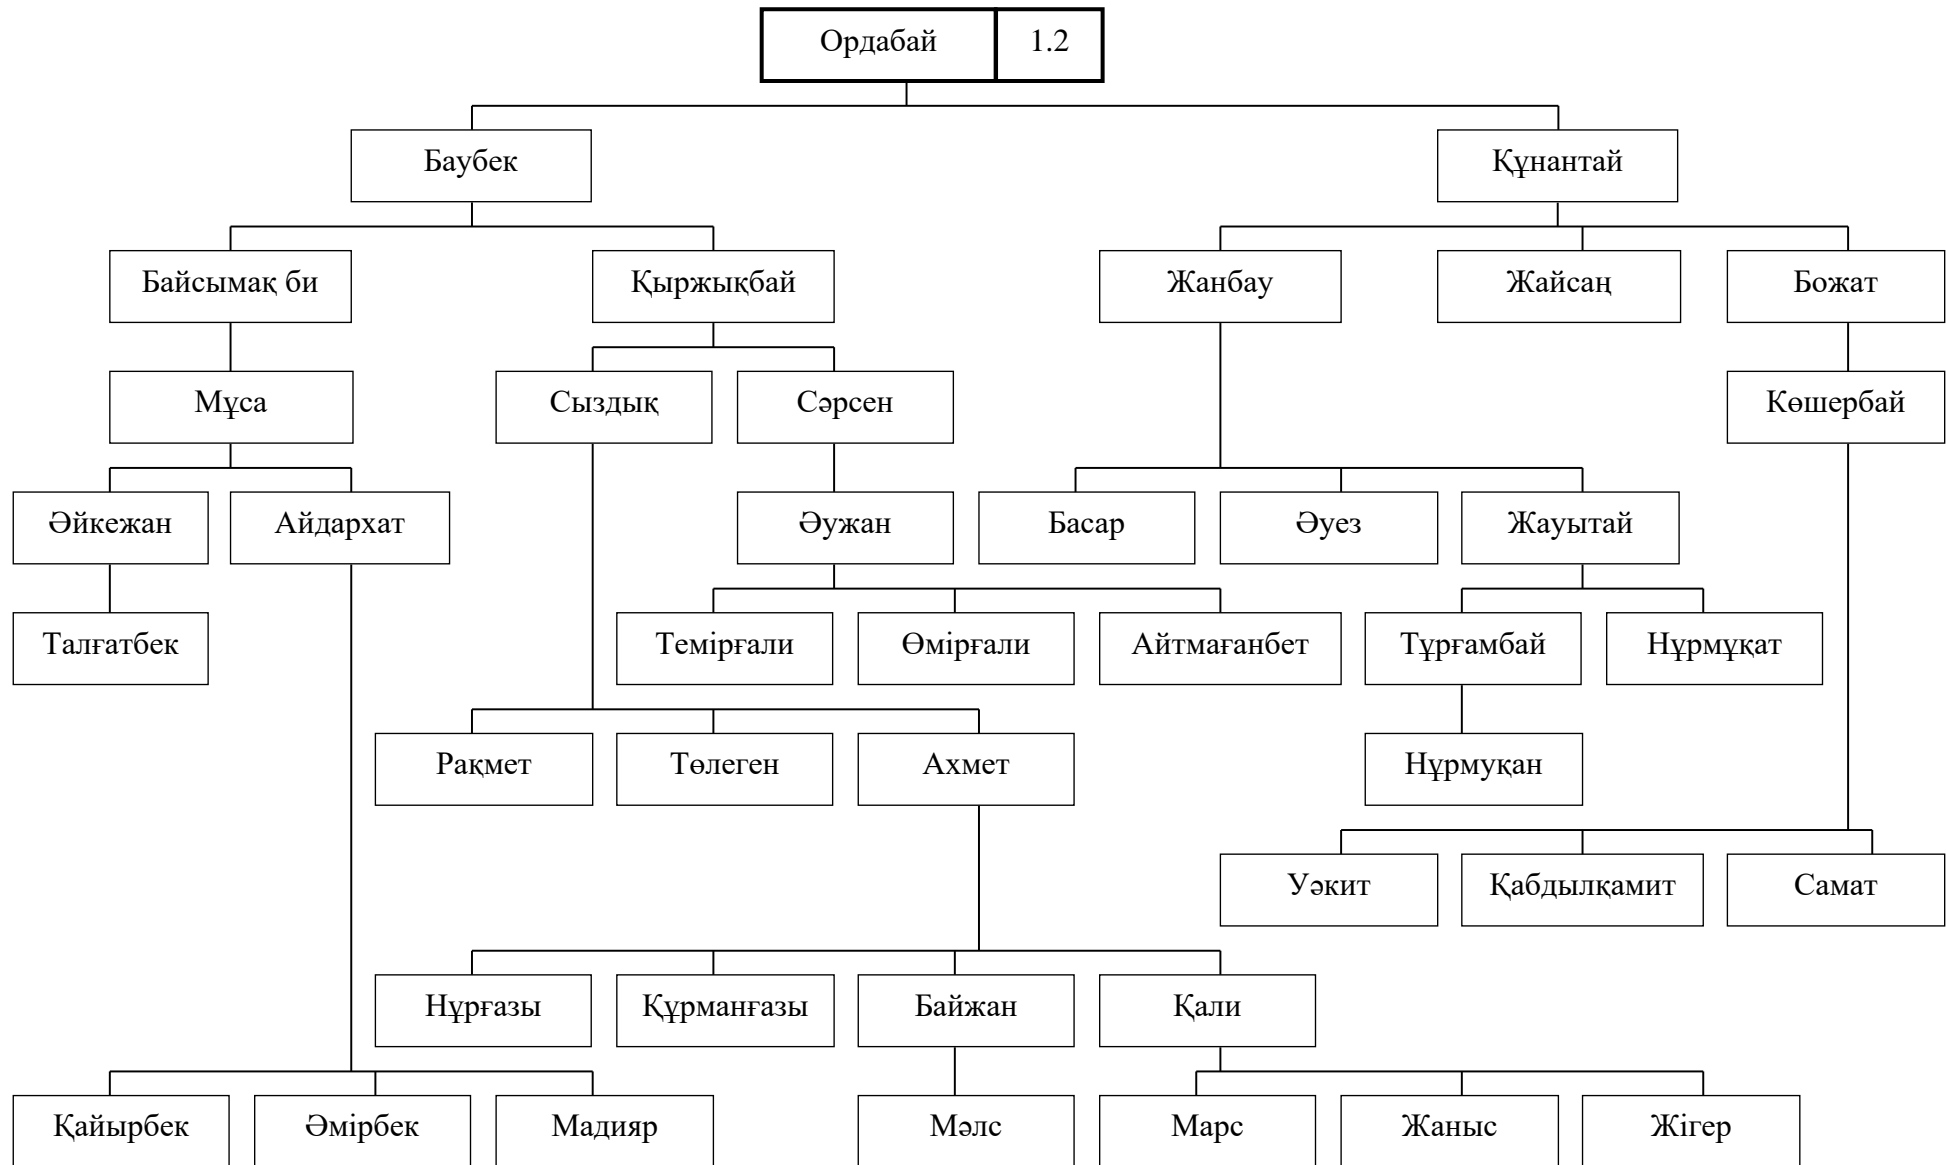 Ордабай 1.2
Баубек Құнантай
Байсымақ би Қыржықбай Жанбау Жайсаң Божат
Мұса Сыздық Сәрсен Көшербай
Әйкежан Айдархат Әужан Басар Әуез Жауытай
Талғатбек Темірғали Өмірғали Айтмағанбет Тұрғамбай Нұрмұқат
Рақмет Төлеген Ахмет Нұрмуқан
Уәкит Қабдылқамит Самат
Нұрғазы Құрманғазы Байжан Қали
Қайырбек Әмірбек Мадияр Мәлс Марс Жаныс Жігер